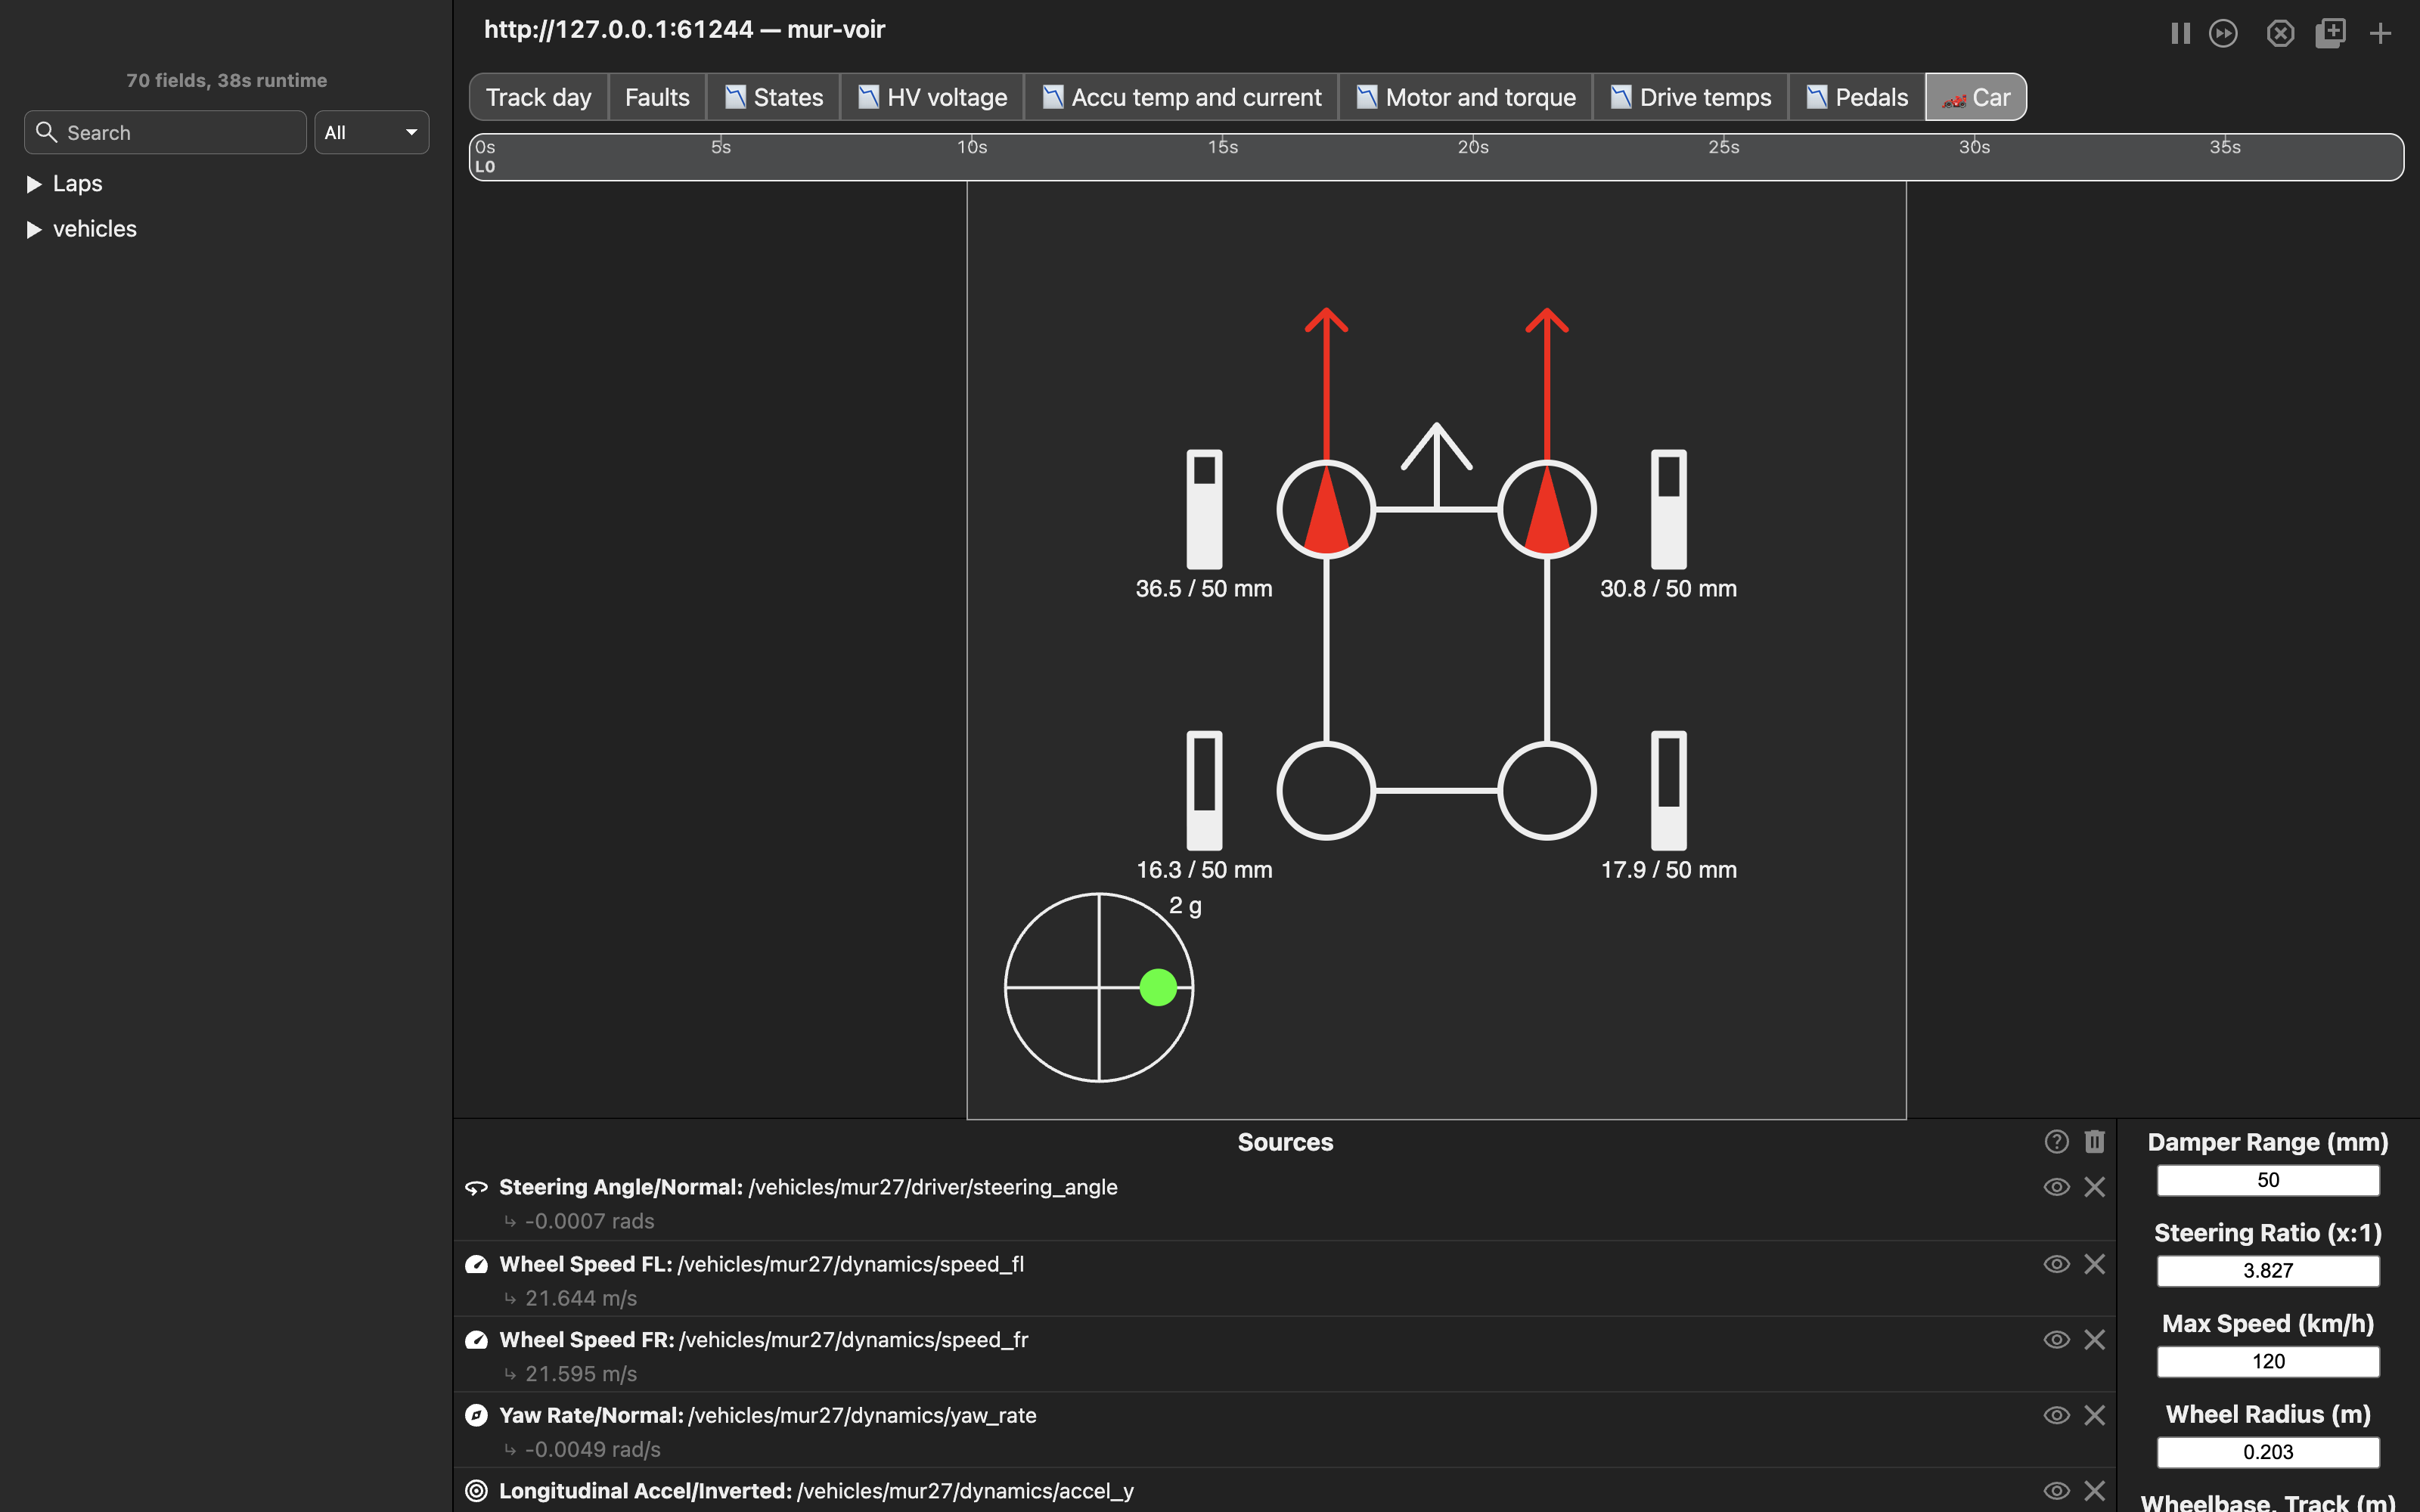 http://127.0.0.1:61244 — mur-voir
70 fields, 38s runtime
Search
All
Laps
vehicles
Track day
Faults
States
HV voltage
Accu temp and current
Motor and torque
Drive temps
Pedals
Car
0s 5s 10s 15s 20s 25s 30s 35s
L0
36.5 / 50 mm
30.8 / 50 mm
16.3 / 50 mm
17.9 / 50 mm
2 g
Sources
Steering Angle/Normal: /vehicles/mur27/driver/steering_angle
-0.0007 rads
Wheel Speed FL: /vehicles/mur27/dynamics/speed_fl
21.644 m/s
Wheel Speed FR: /vehicles/mur27/dynamics/speed_fr
21.595 m/s
Yaw Rate/Normal: /vehicles/mur27/dynamics/yaw_rate
-0.0049 rad/s
Longitudinal Accel/Inverted: /vehicles/mur27/dynamics/accel_y
Damper Range (mm)
50
Steering Ratio (x:1)
3.827
Max Speed (km/h)
120
Wheel Radius (m)
0.203
Wheelbase, Track (m)